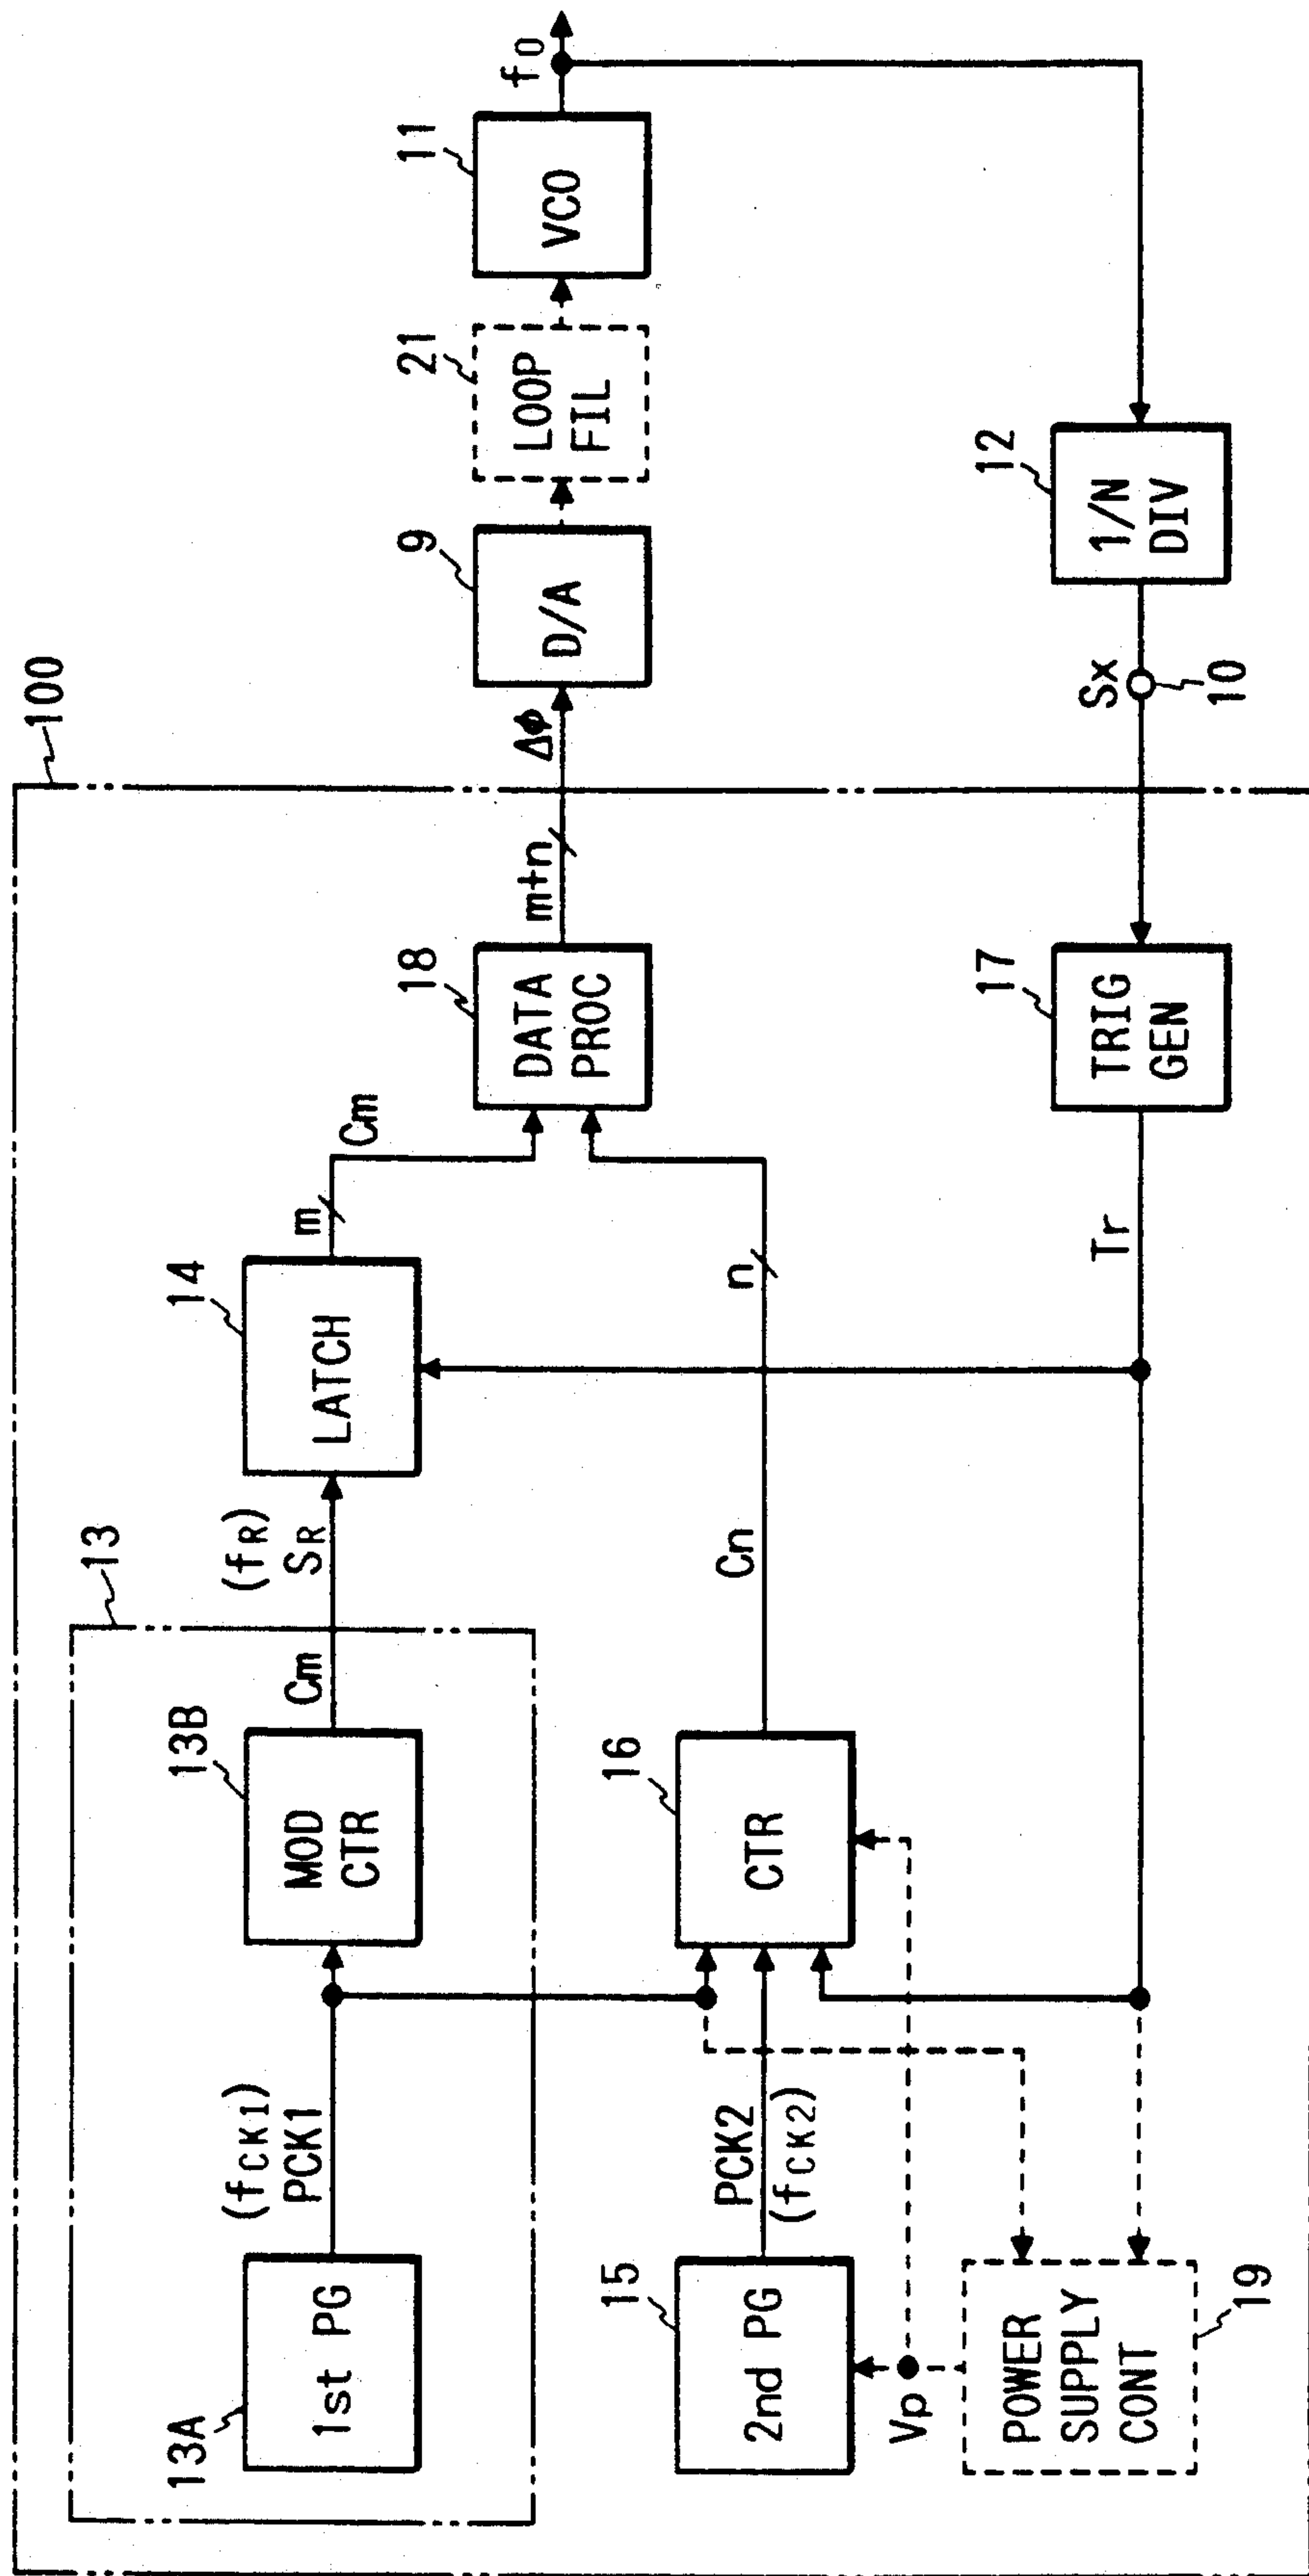 100
13
13A
1st PG
(fCK1)
PCK1
13B
MOD
CTR
Cm
(fR)
SR
14
LATCH
m
Cm
18
DATA
PROC
m+n
Δϕ
9
D/A
21
LOOP
FIL
11
VCO
fO
15
2nd PG
PCK2
(fCK2)
16
CTR
Cn
n
Vp
POWER
SUPPLY
CONT
19
Tr
17
TRIG
GEN
Sx
10
12
1/N
DIV